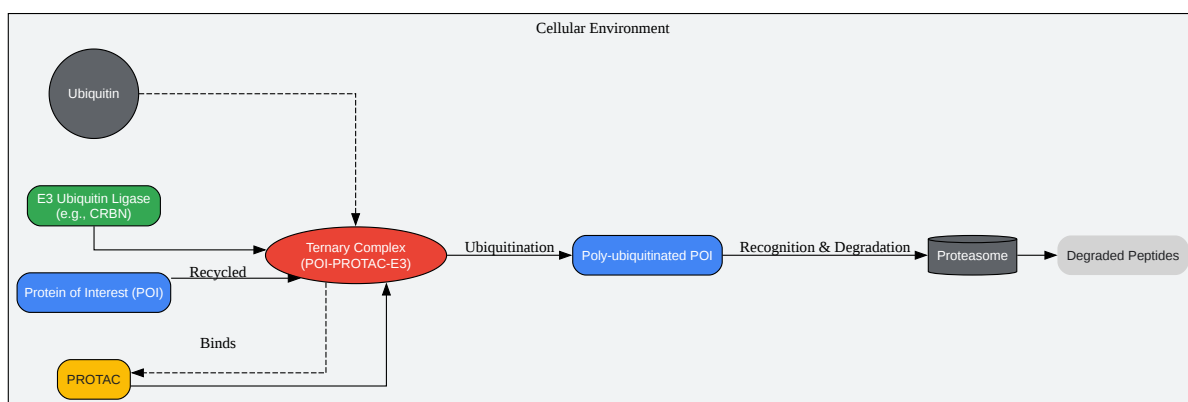 Cellular Environment
Ubiquitin
E3 Ubiquitin Ligase
(e.g., CRBN)
Ternary Complex
(POI-PROTAC-E3)
Ubiquitination
Poly-ubiquitinated POI
Recognition & Degradation
Proteasome
Degraded Peptides
Recycled
Protein of Interest (POI)
Binds
PROTAC